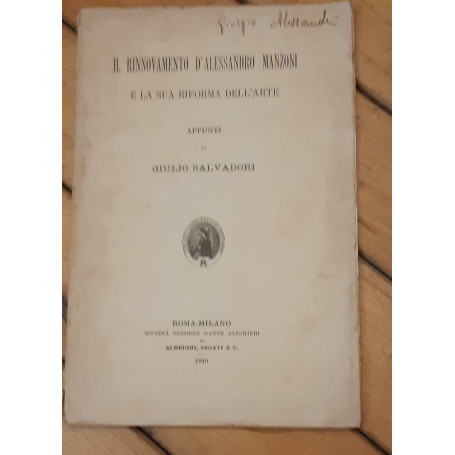 Giorgio Alessandri
IL RINNOVAMENTO D'ALESSANDRO MANZONI
E LA SUA RIFORMA DELL'ARTE
APPUNTI
DI
GIULIO SALVADORI
ROMA-MILANO
SOCIETÀ EDITRICE DANTE ALIGHIERI
DI
ALBRIGHI, SEGATI & C.